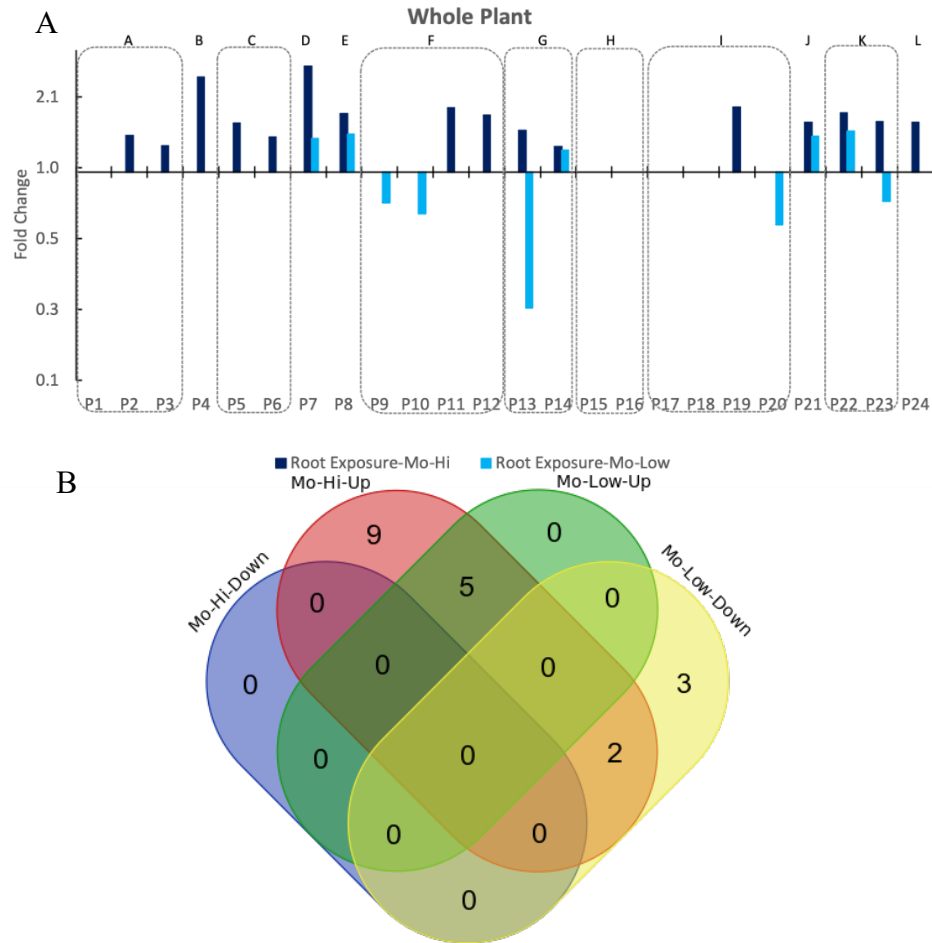 A
Whole Plant
A B C D E F G H I J K L
2.1
1.0
0.5
0.3
0.1
Fold Change
P1 P2 P3 P4 P5 P6 P7 P8 P9 P10 P11 P12 P13 P14 P15 P16 P17 P18 P19 P20 P21 P22 P23 P24
Root Exposure-Mo-Hi Root Exposure-Mo-Low
B
Mo-Hi-Up Mo-Low-Up
Mo-Hi-Down
Mo-Low-Down
9 0
0 5 0
0 0 0 3
0 0 2
0 0
0